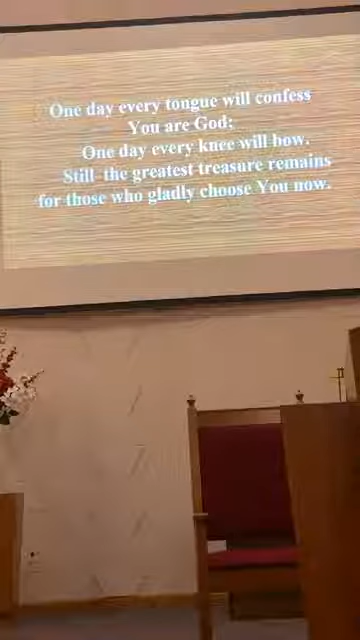 One day every tongue will confess
You are God;
One day every knee will bow.
Still the greatest treasure remains
for those who gladly choose You now.